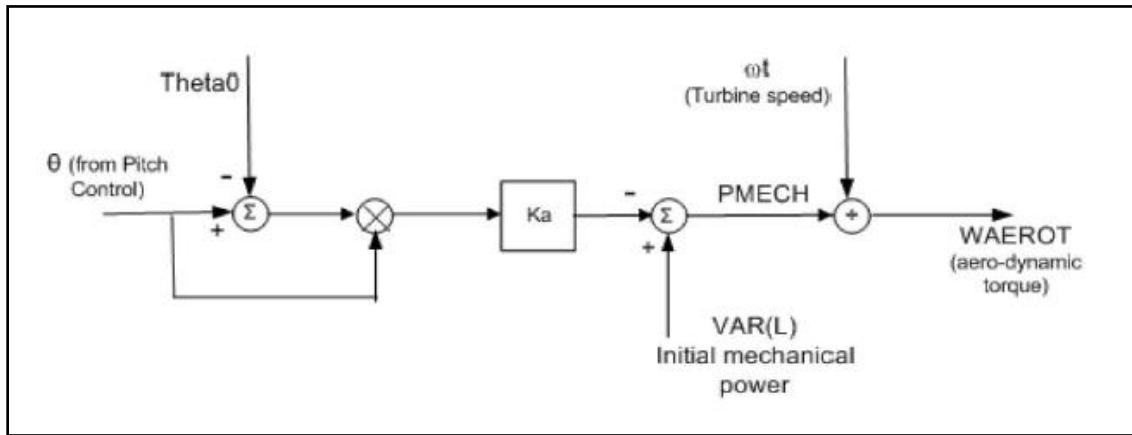 Theta0
ωt
(Turbine speed)
θ (from Pitch
Control)
-
Σ
+
Ka
-
Σ
+
PMECH
÷
WAEROT
(aero-dynamic
torque)
VAR(L)
Initial mechanical
power